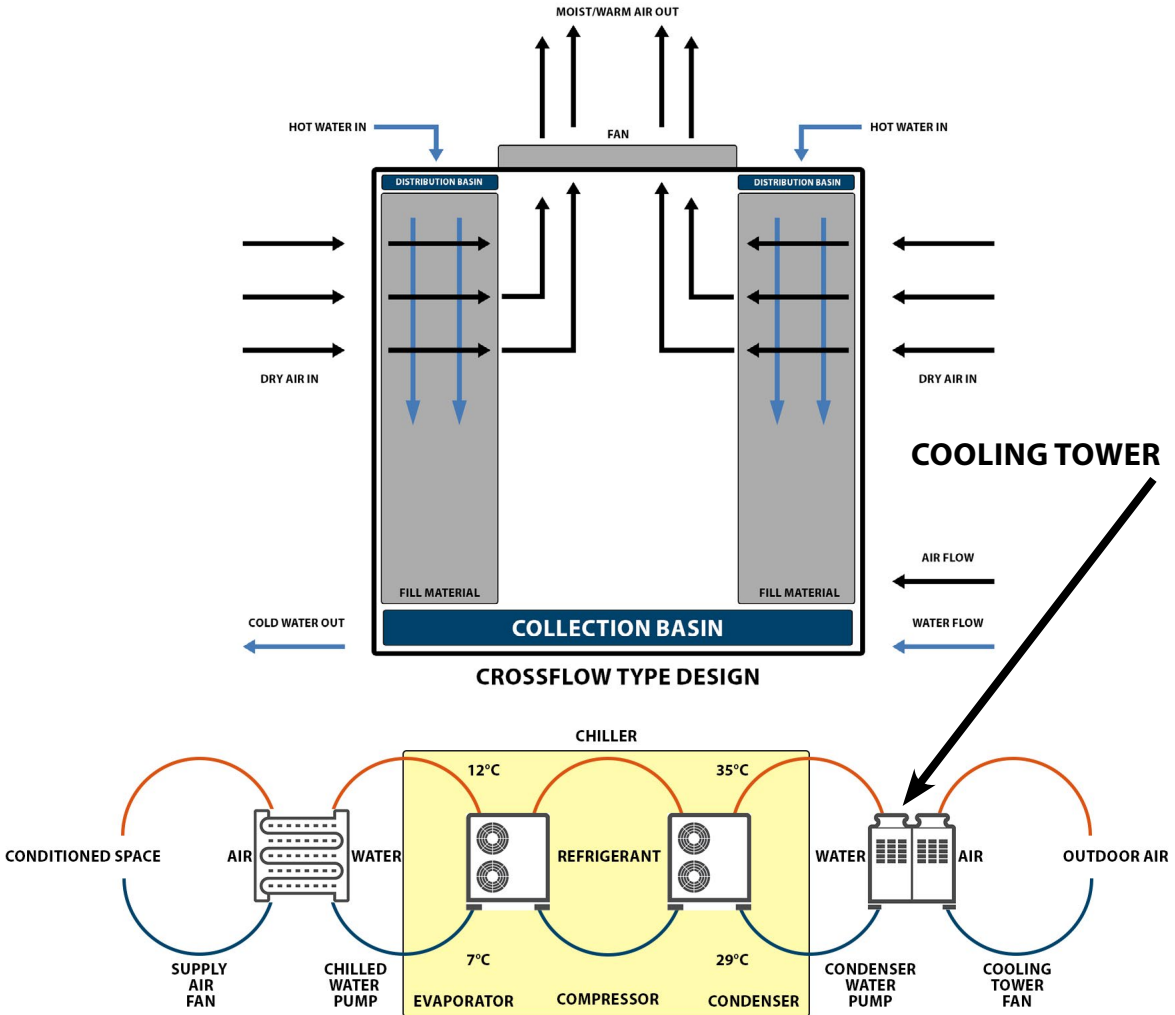 MOIST/WARM AIR OUT
HOT WATER IN
FAN
HOT WATER IN
DISTRIBUTION BASIN
DISTRIBUTION BASIN
DRY AIR IN
DRY AIR IN
COOLING TOWER
AIR FLOW
FILL MATERIAL
FILL MATERIAL
COLD WATER OUT
COLLECTION BASIN
WATER FLOW
CROSSFLOW TYPE DESIGN
CHILLER
12°C
35°C
CONDITIONED SPACE
AIR
WATER
REFRIGERANT
WATER
AIR
OUTDOOR AIR
7°C
29°C
SUPPLY
AIR
FAN
CHILLED
WATER
PUMP
EVAPORATOR
COMPRESSOR
CONDENSER
CONDENSER
WATER
PUMP
COOLING
TOWER
FAN